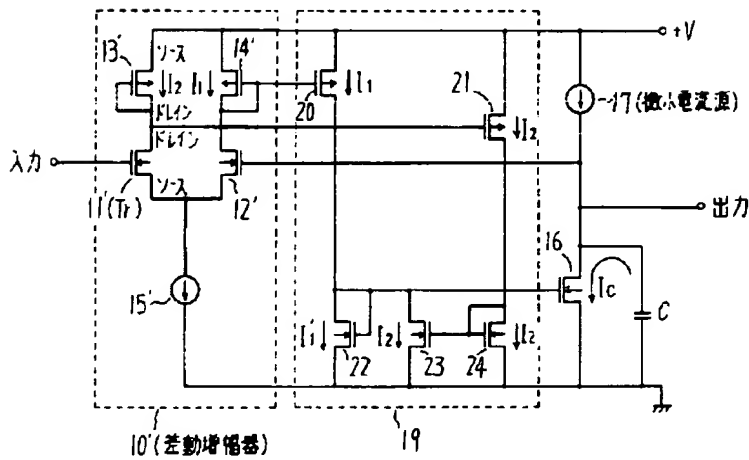 +V
13'
ソース
14'
I₂
I₁
ドレイン
ドレイン
20
I₁
21
I₂
17(微小電流源)
入力
11'(Tr)
ソース
12'
出力
16
Ic
C
15'
I₁'
22
I₂
23
24
I₂
10'(差動増幅器)
19